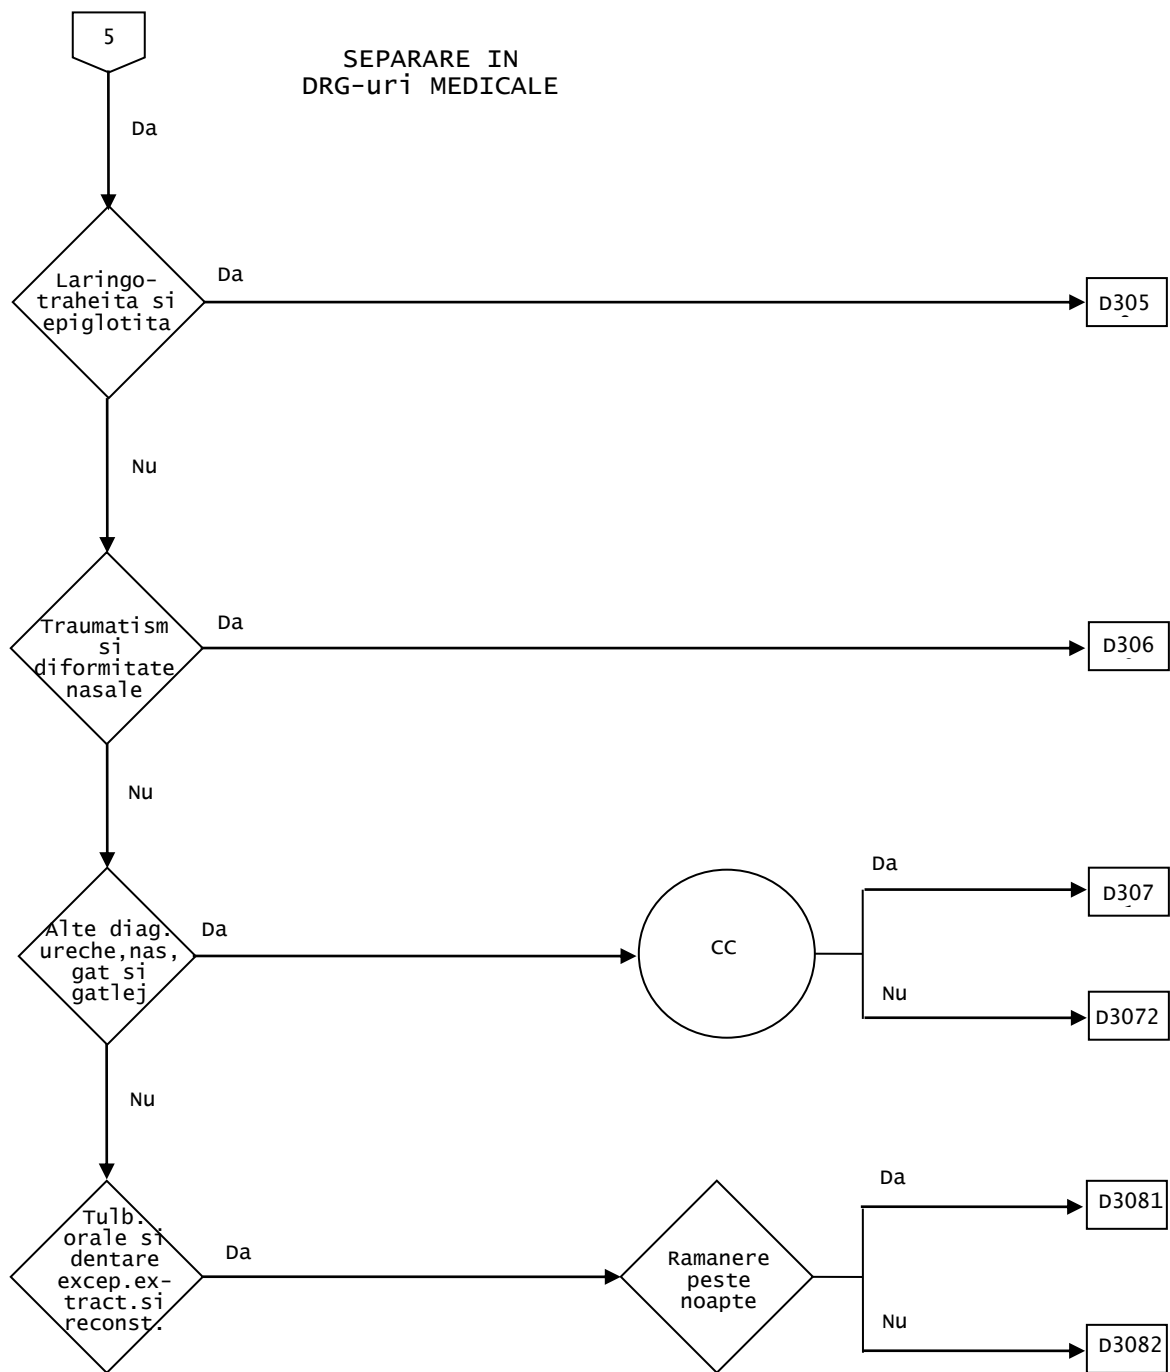 5
SEPARARE IN
DRG-uri MEDICALE
Da
Laringo-
traheita si
epiglotita
Da
D305
Nu
Traumatism
si
diformitate
nasale
Da
D306
Nu
Alte diag.
ureche,nas,
gat si
gatlej
Da
CC
Da
D307
Nu
D3072
Nu
Tulb.
orale si
dentare
excep.ex-
tract.si
reconst.
Da
Ramanere
peste
noapte
Da
D3081
Nu
D3082